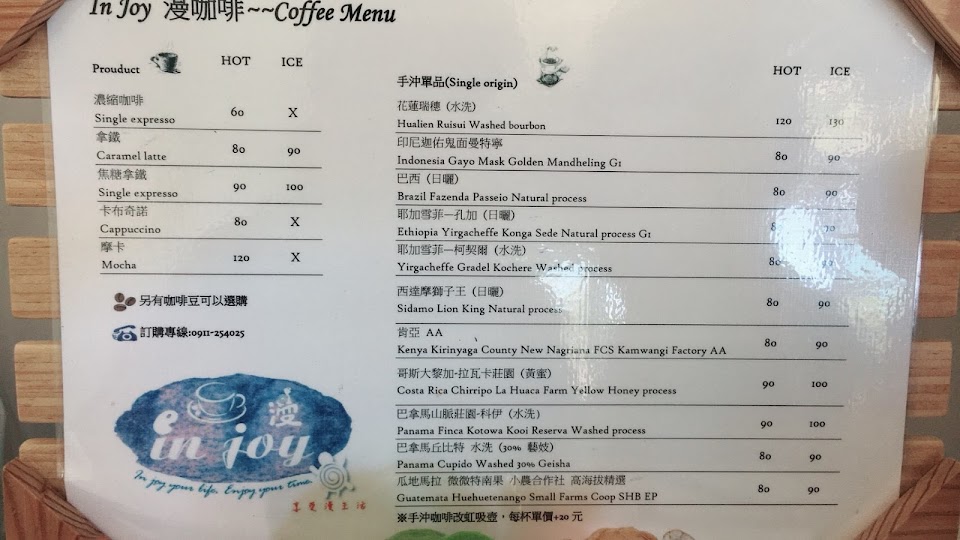 In Joy 漫咖啡~~Coffee Menu
Prouduct HOT ICE
濃縮咖啡
Single expresso 60 X
拿鐵
Caramel latte 80 90
焦糖拿鐵
Single expresso 90 100
卡布奇諾
Cappuccino 80 X
摩卡
Mocha 120 X
另有咖啡豆可以選購
訂購專線:0911-254025
漫
in joy
In joy your life. Enjoy your time.
享受漫生活
手沖單品(Single origin) HOT ICE
花蓮瑞穗 (水洗)
Hualien Ruisui Washed bourbon 120 130
印尼迦佑鬼面曼特寧
Indonesia Gayo Mask Golden Mandheling G1 80 90
巴西 (日曬)
Brazil Fazenda Passeio Natural process 80 90
耶加雪菲—孔加 (日曬)
Ethiopia Yirgacheffe Konga Sede Natural process G1
耶加雪菲—柯契爾 (水洗)
Yirgacheffe Gradel Kochere Washed process
西達摩獅子王 (日曬)
Sidamo Lion King Natural process 80 90
肯亞 AA
Kenya Kirinyaga County New Nagriana FCS Kamwangi Factory AA 80 90
哥斯大黎加-拉瓦卡莊園 (黃蜜)
Costa Rica Chirripo La Huaca Farm Yellow Honey process 90 100
巴拿馬山脈莊園-科伊 (水洗)
Panama Finca Kotowa Kooi Reserva Washed process 90 100
巴拿馬丘比特 水洗 (30% 藝妓)
Panama Cupido Washed 30% Geisha 80 90
瓜地馬拉 微微特南果 小農合作社 高海拔精選
Guatemata Huehuetenango Small Farms Coop SHB EP 80 90
※手沖咖啡改虹吸壺，每杯單價+20 元